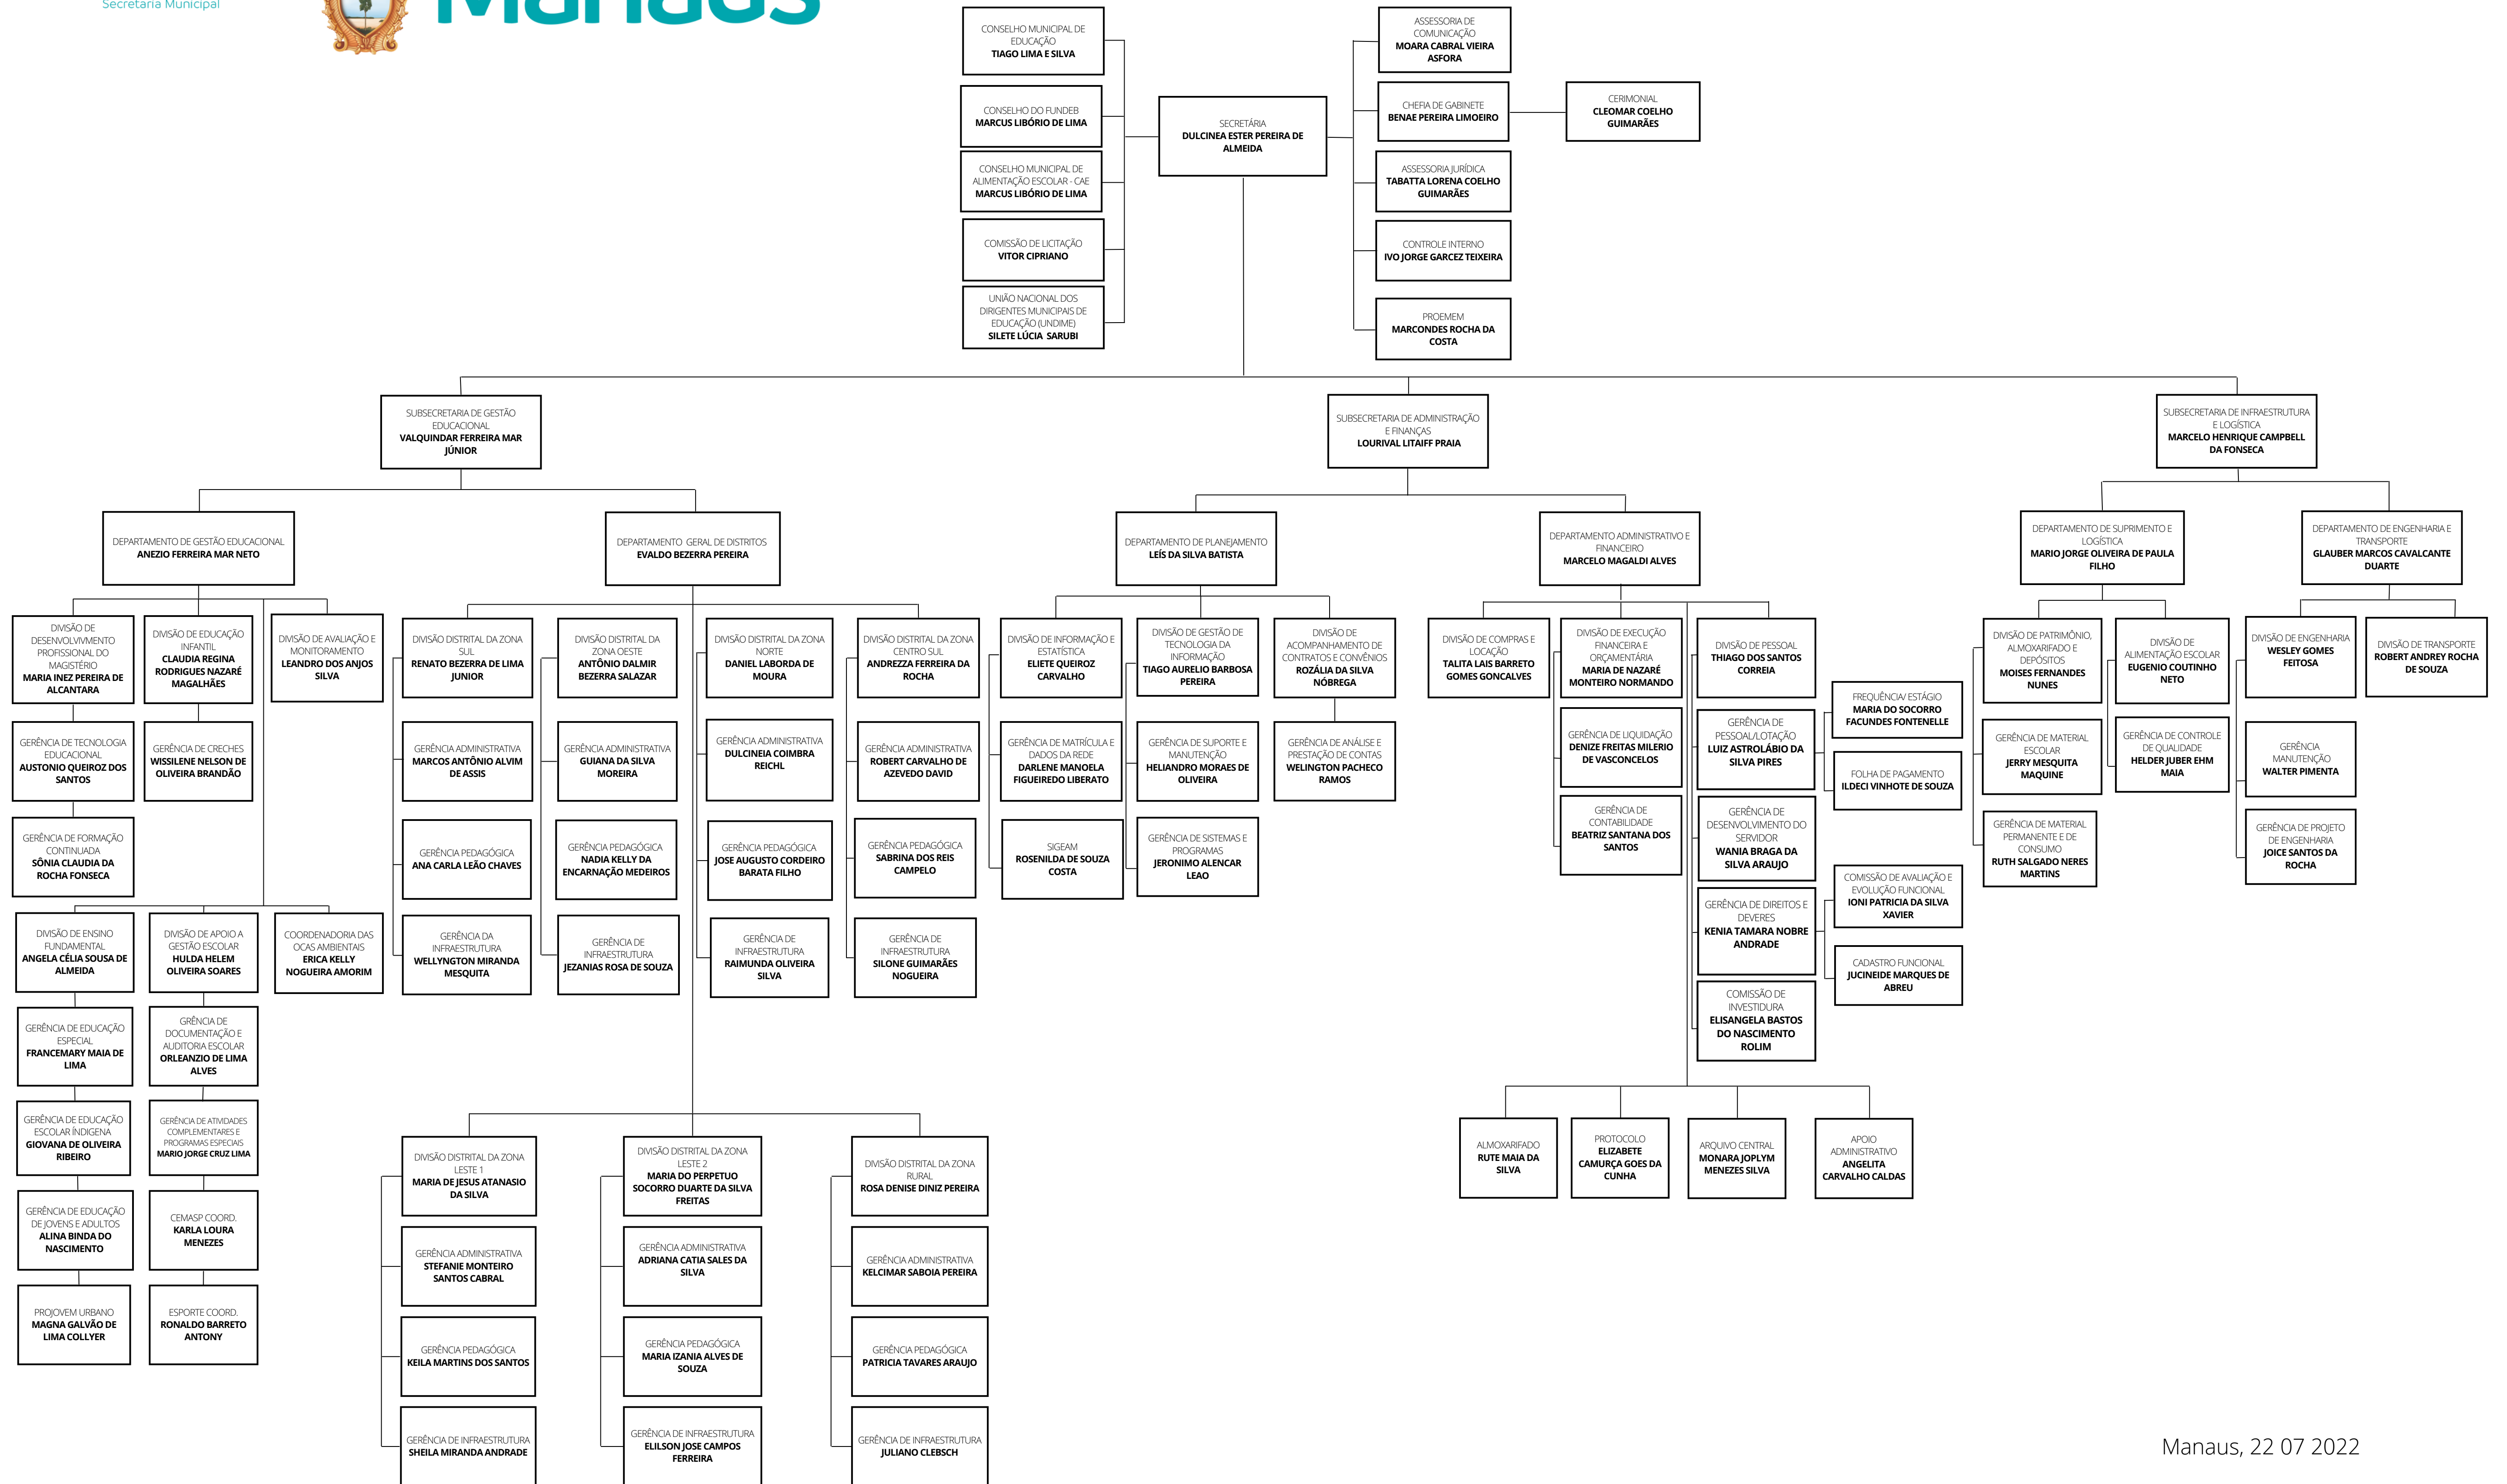 Secretaria Municipal
Manaus
CONSELHO MUNICIPAL DE
EDUCAÇÃO
TIAGO LIMA E SILVA
CONSELHO DO FUNDEB
MARCUS LIBÓRIO DE LIMA
CONSELHO MUNICIPAL DE
ALIMENTAÇÃO ESCOLAR - CAE
MARCUS LIBÓRIO DE LIMA
COMISSÃO DE LICITAÇÃO
VITOR CIPRIANO
UNIÃO NACIONAL DOS
DIRIGENTES MUNICIPAIS DE
EDUCAÇÃO (UNDIME)
SILETE LÚCIA SARUBI
SECRETÁRIA
DULCINEA ESTER PEREIRA DE
ALMEIDA
ASSESSORIA DE
COMUNICAÇÃO
MOARA CABRAL VIEIRA
ASFORA
CHEFIA DE GABINETE
BENAE PEREIRA LIMOEIRO
CERIMONIAL
CLEOMAR COELHO
GUIMARÃES
ASSESSORIA JURÍDICA
TABATTA LORENA COELHO
GUIMARÃES
CONTROLE INTERNO
IVO JORGE GARCEZ TEIXEIRA
PROEMEM
MARCONDES ROCHA DA
COSTA
SUBSECRETARIA DE GESTÃO
EDUCACIONAL
VALQUINDAR FERREIRA MAR
JÚNIOR
SUBSECRETARIA DE ADMINISTRAÇÃO
E FINANÇAS
LOURIVAL LITAIFF PRAIA
SUBSECRETARIA DE INFRAESTRUTURA
E LOGÍSTICA
MARCELO HENRIQUE CAMPBELL
DA FONSECA
DEPARTAMENTO DE GESTÃO EDUCACIONAL
ANEZIO FERREIRA MAR NETO
DEPARTAMENTO GERAL DE DISTRITOS
EVALDO BEZERRA PEREIRA
DEPARTAMENTO DE PLANEJAMENTO
LEÍS DA SILVA BATISTA
DEPARTAMENTO ADMINISTRATIVO E
FINANCEIRO
MARCELO MAGALDI ALVES
DEPARTAMENTO DE SUPRIMENTO E
LOGÍSTICA
MARIO JORGE OLIVEIRA DE PAULA
FILHO
DEPARTAMENTO DE ENGENHARIA E
TRANSPORTE
GLAUBER MARCOS CAVALCANTE
DUARTE
DIVISÃO DE
DESENVOLVIVMENTO
PROFISSIONAL DO
MAGISTÉRIO
MARIA INEZ PEREIRA DE
ALCANTARA
GERÊNCIA DE TECNOLOGIA
EDUCACIONAL
AUSTONIO QUEIROZ DOS
SANTOS
GERÊNCIA DE FORMAÇÃO
CONTINUADA
SÔNIA CLAUDIA DA
ROCHA FONSECA
DIVISÃO DE EDUCAÇÃO
INFANTIL
CLAUDIA REGINA
RODRIGUES NAZARÉ
MAGALHÃES
GERÊNCIA DE CRECHES
WISSILENE NELSON DE
OLIVEIRA BRANDÃO
DIVISÃO DE AVALIAÇÃO E
MONITORAMENTO
LEANDRO DOS ANJOS
SILVA
DIVISÃO DE ENSINO
FUNDAMENTAL
ANGELA CÉLIA SOUSA DE
ALMEIDA
GERÊNCIA DE EDUCAÇÃO
ESPECIAL
FRANCEMARY MAIA DE
LIMA
GERÊNCIA DE EDUCAÇÃO
ESCOLAR ÍNDIGENA
GIOVANA DE OLIVEIRA
RIBEIRO
GERÊNCIA DE EDUCAÇÃO
DE JOVENS E ADULTOS
ALINA BINDA DO
NASCIMENTO
PROJOVEM URBANO
MAGNA GALVÃO DE
LIMA COLLYER
DIVISÃO DE APOIO A
GESTÃO ESCOLAR
HULDA HELEM
OLIVEIRA SOARES
GRÊNCIA DE
DOCUMENTAÇÃO E
AUDITORIA ESCOLAR
ORLEANZIO DE LIMA
ALVES
GERÊNCIA DE ATIVIDADES
COMPLEMENTARES E
PROGRAMAS ESPECIAIS
MARIO JORGE CRUZ LIMA
CEMASP COORD.
KARLA LOURA
MENEZES
ESPORTE COORD.
RONALDO BARRETO
ANTONY
COORDENADORIA DAS
OCAS AMBIENTAIS
ERICA KELLY
NOGUEIRA AMORIM
DIVISÃO DISTRITAL DA ZONA
SUL
RENATO BEZERRA DE LIMA
JUNIOR
GERÊNCIA ADMINISTRATIVA
MARCOS ANTÔNIO ALVIM
DE ASSIS
GERÊNCIA PEDAGÓGICA
ANA CARLA LEÃO CHAVES
GERÊNCIA DA
INFRAESTRUTURA
WELLYNGTON MIRANDA
MESQUITA
DIVISÃO DISTRITAL DA
ZONA OESTE
ANTÔNIO DALMIR
BEZERRA SALAZAR
GERÊNCIA ADMINISTRATIVA
GUIANA DA SILVA
MOREIRA
GERÊNCIA PEDAGÓGICA
NADIA KELLY DA
ENCARNAÇÃO MEDEIROS
GERÊNCIA DE
INFRAESTRUTURA
JEZANIAS ROSA DE SOUZA
DIVISÃO DISTRITAL DA ZONA
NORTE
DANIEL LABORDA DE
MOURA
GERÊNCIA ADMINISTRATIVA
DULCINEIA COIMBRA
REICHL
GERÊNCIA PEDAGÓGICA
JOSE AUGUSTO CORDEIRO
BARATA FILHO
GERÊNCIA DE
INFRAESTRUTURA
RAIMUNDA OLIVEIRA
SILVA
DIVISÃO DISTRITAL DA ZONA
CENTRO SUL
ANDREZZA FERREIRA DA
ROCHA
GERÊNCIA ADMINISTRATIVA
ROBERT CARVALHO DE
AZEVEDO DAVID
GERÊNCIA PEDAGÓGICA
SABRINA DOS REIS
CAMPELO
GERÊNCIA DE
INFRAESTRUTURA
SILONE GUIMARÃES
NOGUEIRA
DIVISÃO DISTRITAL DA ZONA
LESTE 1
MARIA DE JESUS ATANASIO
DA SILVA
GERÊNCIA ADMINISTRATIVA
STEFANIE MONTEIRO
SANTOS CABRAL
GERÊNCIA PEDAGÓGICA
KEILA MARTINS DOS SANTOS
GERÊNCIA DE INFRAESTRUTURA
SHEILA MIRANDA ANDRADE
DIVISÃO DISTRITAL DA ZONA
LESTE 2
MARIA DO PERPETUO
SOCORRO DUARTE DA SILVA
FREITAS
GERÊNCIA ADMINISTRATIVA
ADRIANA CATIA SALES DA
SILVA
GERÊNCIA PEDAGÓGICA
MARIA IZANIA ALVES DE
SOUZA
GERÊNCIA DE INFRAESTRUTURA
ELILSON JOSE CAMPOS
FERREIRA
DIVISÃO DISTRITAL DA ZONA
RURAL
ROSA DENISE DINIZ PEREIRA
GERÊNCIA ADMINISTRATIVA
KELCIMAR SABOIA PEREIRA
GERÊNCIA PEDAGÓGICA
PATRICIA TAVARES ARAUJO
GERÊNCIA DE INFRAESTRUTURA
JULIANO CLEBSCH
DIVISÃO DE INFORMAÇÃO E
ESTATÍSTICA
ELIETE QUEIROZ
CARVALHO
GERÊNCIA DE MATRÍCULA E
DADOS DA REDE
DARLENE MANOELA
FIGUEIREDO LIBERATO
SIGEAM
ROSENILDA DE SOUZA
COSTA
DIVISÃO DE GESTÃO DE
TECNOLOGIA DA
INFORMAÇÃO
TIAGO AURELIO BARBOSA
PEREIRA
GERÊNCIA DE SUPORTE E
MANUTENÇÃO
HELIANDRO MORAES DE
OLIVEIRA
GERÊNCIA DE SISTEMAS E
PROGRAMAS
JERONIMO ALENCAR
LEAO
DIVISÃO DE
ACOMPANHAMENTO DE
CONTRATOS E CONVÊNIOS
ROZÁLIA DA SILVA
NÓBREGA
GERÊNCIA DE ANÁLISE E
PRESTAÇÃO DE CONTAS
WELINGTON PACHECO
RAMOS
DIVISÃO DE COMPRAS E
LOCAÇÃO
TALITA LAIS BARRETO
GOMES GONCALVES
DIVISÃO DE EXECUÇÃO
FINANCEIRA E
ORÇAMENTÁRIA
MARIA DE NAZARÉ
MONTEIRO NORMANDO
GERÊNCIA DE LIQUIDAÇÃO
DENIZE FREITAS MILERIO
DE VASCONCELOS
GERÊNCIA DE
CONTABILIDADE
BEATRIZ SANTANA DOS
SANTOS
DIVISÃO DE PESSOAL
THIAGO DOS SANTOS
CORREIA
GERÊNCIA DE
PESSOAL/LOTAÇÃO
LUIZ ASTROLÁBIO DA
SILVA PIRES
FREQUÊNCIA/ ESTÁGIO
MARIA DO SOCORRO
FACUNDES FONTENELLE
FOLHA DE PAGAMENTO
ILDECI VINHOTE DE SOUZA
GERÊNCIA DE
DESENVOLVIMENTO DO
SERVIDOR
WANIA BRAGA DA
SILVA ARAUJO
GERÊNCIA DE DIREITOS E
DEVERES
KENIA TAMARA NOBRE
ANDRADE
COMISSÃO DE AVALIAÇÃO E
EVOLUÇÃO FUNCIONAL
IONI PATRICIA DA SILVA
XAVIER
CADASTRO FUNCIONAL
JUCINEIDE MARQUES DE
ABREU
COMISSÃO DE
INVESTIDURA
ELISANGELA BASTOS
DO NASCIMENTO
ROLIM
ALMOXARIFADO
RUTE MAIA DA
SILVA
PROTOCOLO
ELIZABETE
CAMURÇA GOES DA
CUNHA
ARQUIVO CENTRAL
MONARA JOPLYM
MENEZES SILVA
APOIO
ADMINISTRATIVO
ANGELITA
CARVALHO CALDAS
DIVISÃO DE PATRIMÔNIO,
ALMOXARIFADO E
DEPÓSITOS
MOISES FERNANDES
NUNES
GERÊNCIA DE MATERIAL
ESCOLAR
JERRY MESQUITA
MAQUINE
GERÊNCIA DE MATERIAL
PERMANENTE E DE
CONSUMO
RUTH SALGADO NERES
MARTINS
DIVISÃO DE
ALIMENTAÇÃO ESCOLAR
EUGENIO COUTINHO
NETO
GERÊNCIA DE CONTROLE
DE QUALIDADE
HELDER JUBER EHM
MAIA
DIVISÃO DE ENGENHARIA
WESLEY GOMES
FEITOSA
GERÊNCIA
MANUTENÇÃO
WALTER PIMENTA
GERÊNCIA DE PROJETO
DE ENGENHARIA
JOICE SANTOS DA
ROCHA
DIVISÃO DE TRANSPORTE
ROBERT ANDREY ROCHA
DE SOUZA
Manaus, 22 07 2022